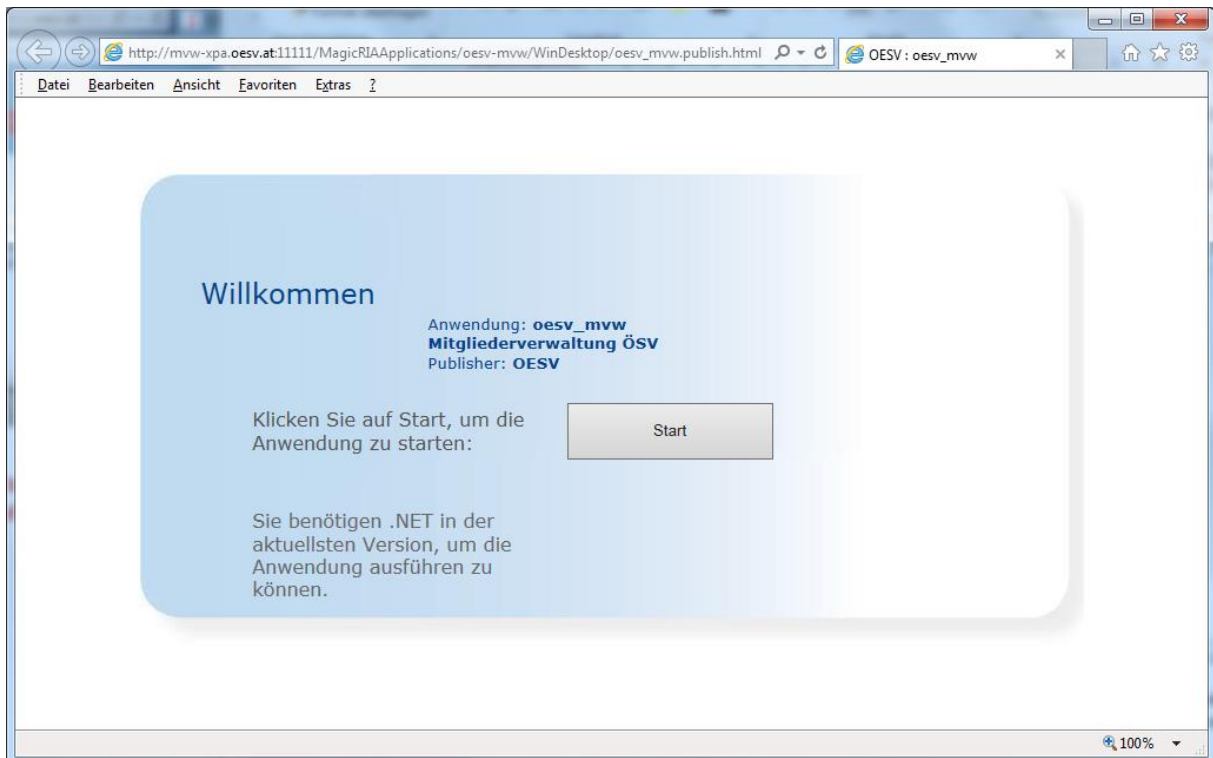 http://mvw-xpa.oesv.at:11111/MagicRIAApplications/oesv-mvw/WinDesktop/oesv_mvw.publish.html
OESV : oesv_mvw
Datei Bearbeiten Ansicht Favoriten Extras ?
Willkommen
Anwendung: oesv_mvw
Mitgliederverwaltung ÖSV
Publisher: OESV
Klicken Sie auf Start, um die
Anwendung zu starten:
Start
Sie benötigen .NET in der
aktuellsten Version, um die
Anwendung ausführen zu
können.
100%